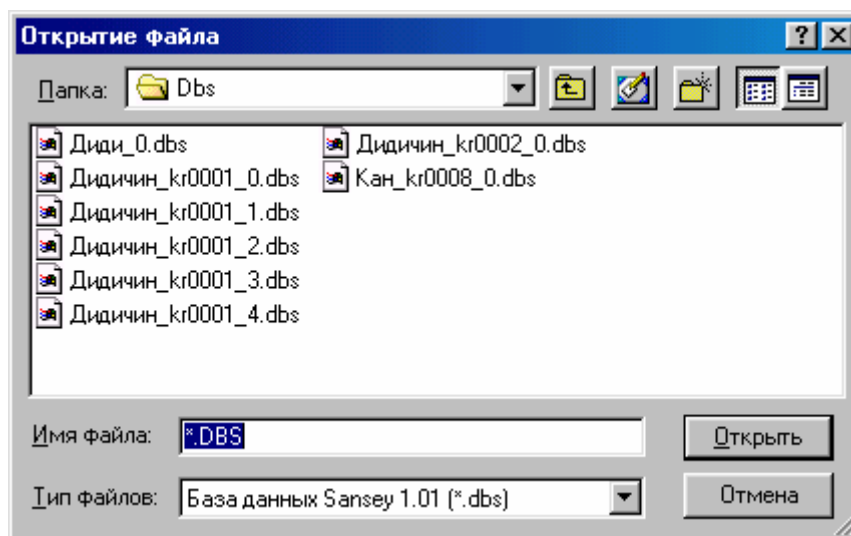 Открытие файла
Папка: Dbs
Диди_0.dbs
Дидичин_kr0001_0.dbs
Дидичин_kr0001_1.dbs
Дидичин_kr0001_2.dbs
Дидичин_kr0001_3.dbs
Дидичин_kr0001_4.dbs
Дидичин_kr0002_0.dbs
Кан_kr0008_0.dbs
Имя файла: *.DBS Открыть
Тип файлов: База данных Sansey 1.01 (*.dbs) Отмена